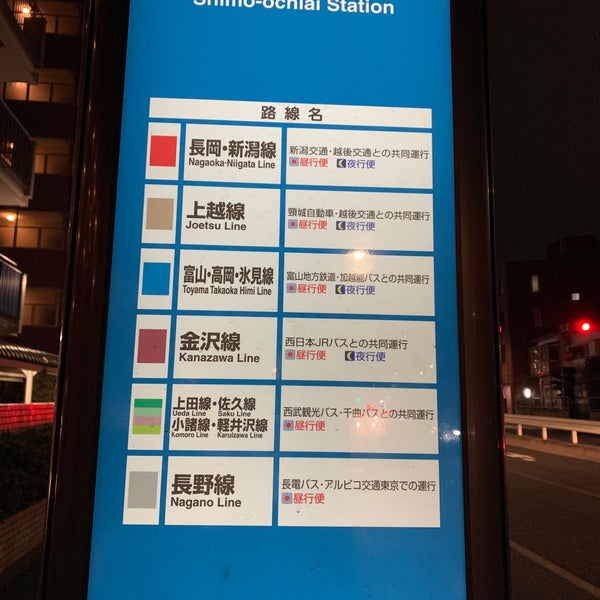 Shimo-ochiai Station
路線名
長岡・新潟線
Nagaoka・Niigata Line
新潟交通・越後交通との共同運行
昼行便 夜行便
上越線
Joetsu Line
頸城自動車・越後交通との共同運行
昼行便 夜行便
富山・高岡・氷見線
Toyama Takaoka Himi Line
富山地方鉄道・加越能バスとの共同運行
昼行便 夜行便
金沢線
Kanazawa Line
西日本JRバスとの共同運行
昼行便 夜行便
上田線・佐久線
Ueda Line Saku Line
小諸線・軽井沢線
Komoro Line Karuizawa Line
西武観光バス・千曲バスとの共同運行
昼行便
長野線
Nagano Line
長電バス・アルピコ交通東京での運行
昼行便